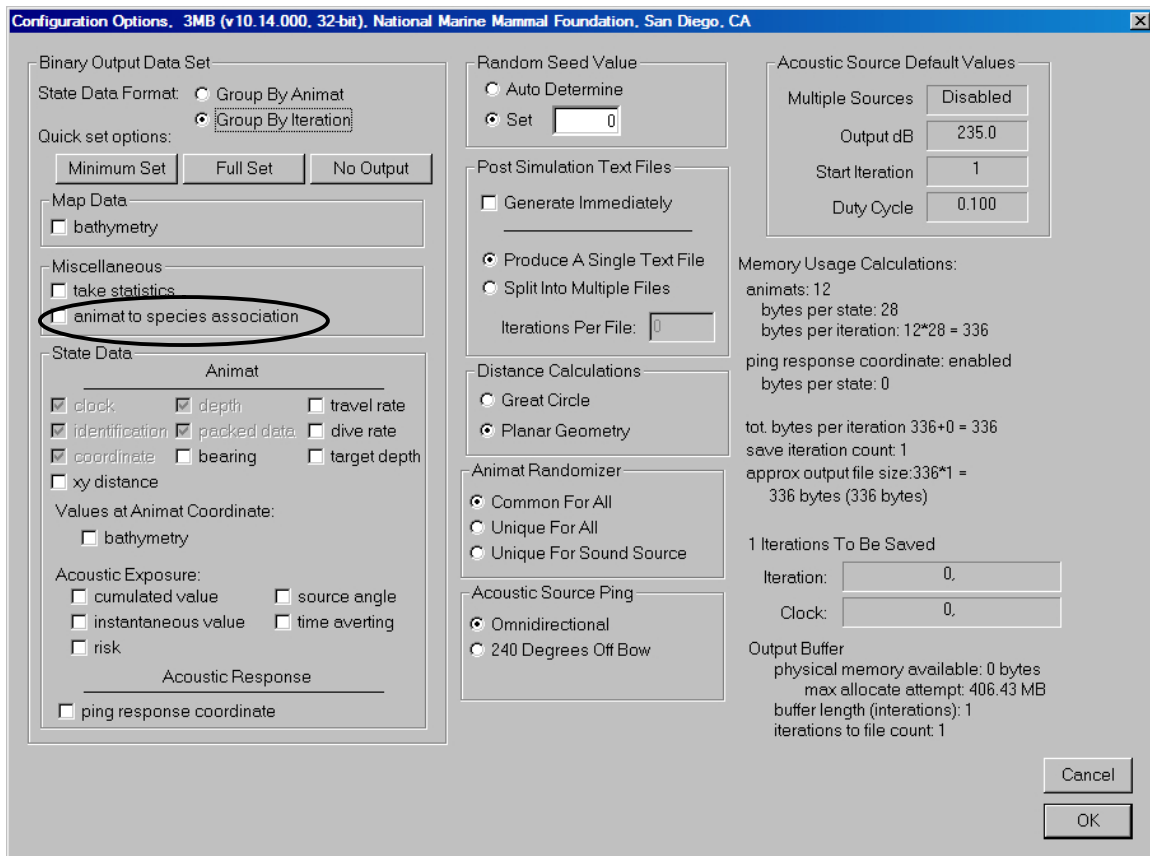 Configuration Options, 3MB (v10.14.000, 32-bit), National Marine Mammal Foundation, San Diego, CA
Binary Output Data Set
State Data Format:
Group By Animat
Group By Iteration
Quick set options:
Minimum Set
Full Set
No Output
Map Data
bathymetry
Miscellaneous
take statistics
animat to species association
State Data
Animat
clock
depth
travel rate
identification
packed data
dive rate
coordinate
bearing
target depth
xy distance
Values at Animat Coordinate:
bathymetry
Acoustic Exposure:
cumulated value
source angle
instantaneous value
time averting
risk
Acoustic Response
ping response coordinate
Random Seed Value
Auto Determine
Set 0
Post Simulation Text Files
Generate Immediately
Produce A Single Text File
Split Into Multiple Files
Iterations Per File: 0
Distance Calculations
Great Circle
Planar Geometry
Animat Randomizer
Common For All
Unique For All
Unique For Sound Source
Acoustic Source Ping
Omnidirectional
240 Degrees Off Bow
Acoustic Source Default Values
Multiple Sources Disabled
Output dB 235.0
Start Iteration 1
Duty Cycle 0.100
Memory Usage Calculations:
animats: 12
bytes per state: 28
bytes per iteration: 12*28 = 336
ping response coordinate: enabled
bytes per state: 0
tot. bytes per iteration 336+0 = 336
save iteration count: 1
approx output file size:336*1 =
336 bytes (336 bytes)
1 Iterations To Be Saved
Iteration: 0,
Clock: 0,
Output Buffer
physical memory available: 0 bytes
max allocate attempt: 406.43 MB
buffer length (interations): 1
iterations to file count: 1
Cancel
OK